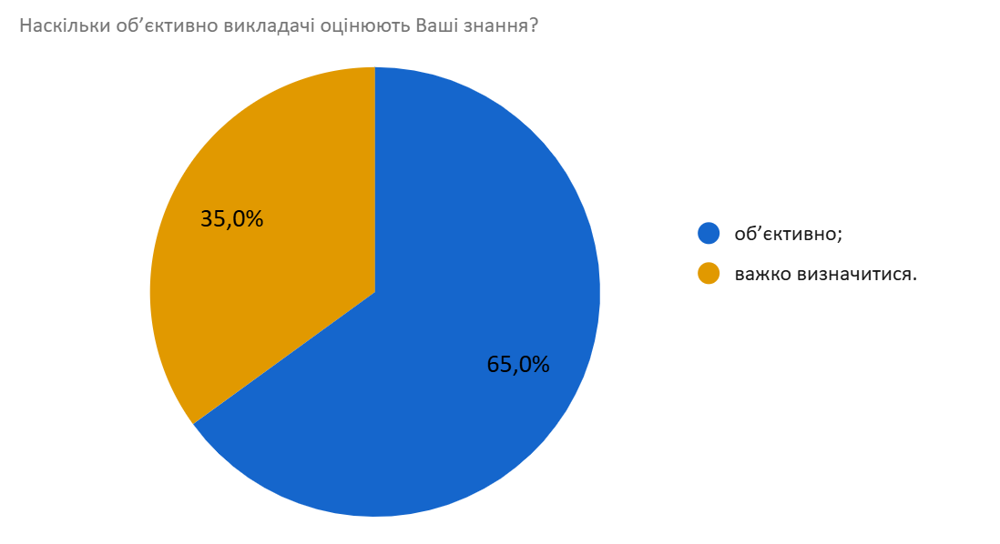 Наскільки об’єктивно викладачі оцінюють Ваші знання?
35,0%
65,0%
об’єктивно;
важко визначитися.